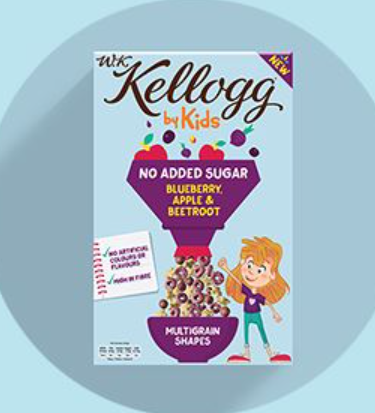 W.K.
NEW
Kellogg
by Kids
NO ADDED SUGAR
BLUEBERRY,
APPLE &
BEETROOT
NO ARTIFICIAL
COLOURS OR
FLAVOURS
HIGH IN FIBRE
MULTIGRAIN
SHAPES